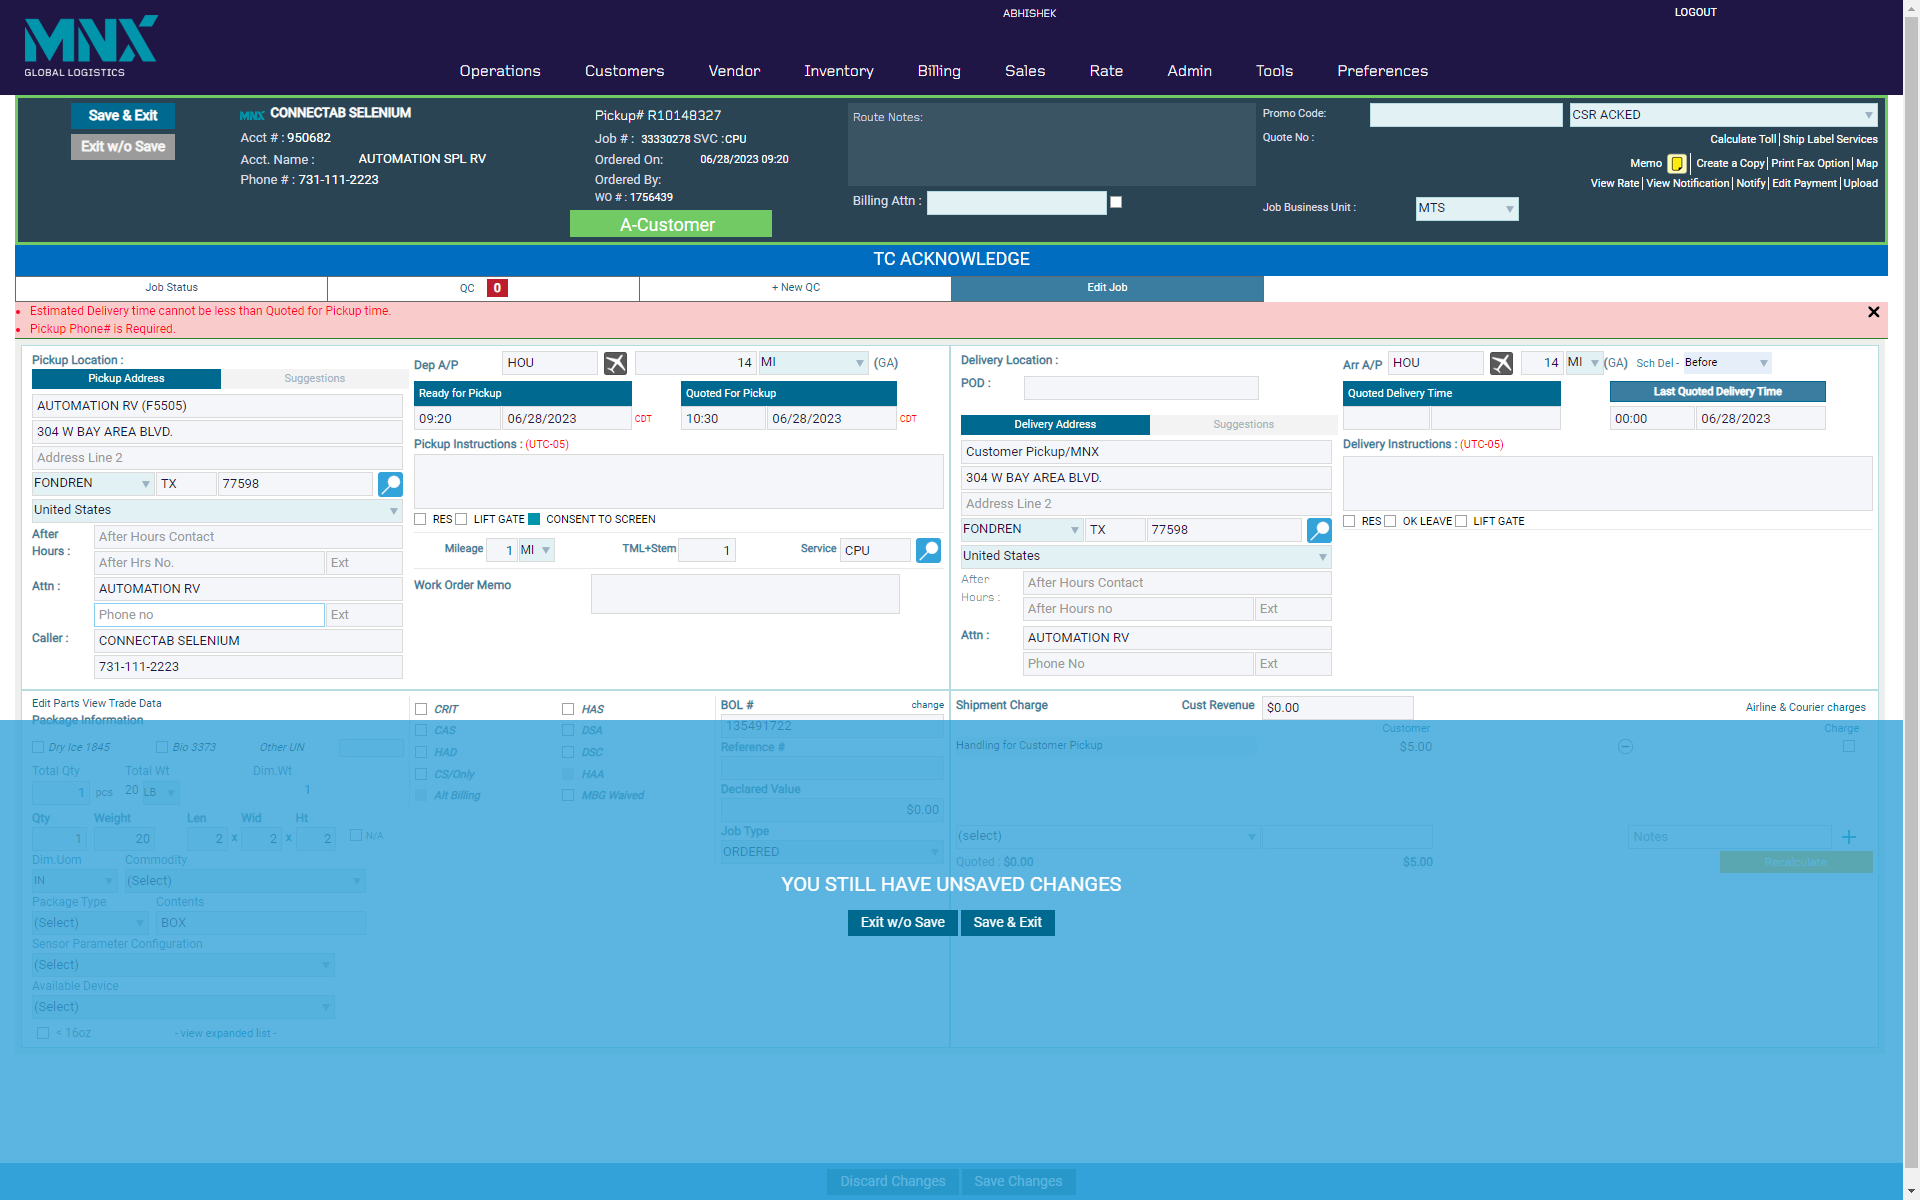 MNX
GLOBAL LOGISTICS
ABHISHEK
LOGOUT
Operations Customers Vendor Inventory Billing Sales Rate Admin Tools Preferences
Save & Exit
Exit w/o Save
MNX CONNECTAB SELENIUM
Acct # : 950682
Acct. Name : AUTOMATION SPL RV
Phone # : 731-111-2223
Pickup# R10148327
Job # : 33330278 SVC :CPU
Ordered On: 06/28/2023 09:20
Ordered By:
WO # : 1756439
A-Customer
Route Notes:
Billing Attn :
Promo Code:
CSR ACKED
Quote No :
Calculate Toll| Ship Label Services
Memo | Create a Copy| Print Fax Option| Map
View Rate| View Notification| Notify| Edit Payment| Upload
Job Business Unit : MTS
TC ACKNOWLEDGE
Job Status QC 0 + New QC Edit Job
Estimated Delivery time cannot be less than Quoted for Pickup time.
Pickup Phone# is Required.
Pickup Location :
Pickup Address Suggestions
AUTOMATION RV (F5505)
304 W BAY AREA BLVD.
Address Line 2
FONDREN TX 77598
United States
After Hours : After Hours Contact
After Hrs No. Ext
Attn : AUTOMATION RV
Phone no Ext
Caller : CONNECTAB SELENIUM
731-111-2223
Dep A/P HOU 14 MI (GA)
Ready for Pickup Quoted For Pickup
09:20 06/28/2023 CDT 10:30 06/28/2023 CDT
Pickup Instructions : (UTC-05)
RES LIFT GATE CONSENT TO SCREEN
Mileage 1 MI TML+Stem 1 Service CPU
Work Order Memo
Delivery Location :
POD :
Delivery Address Suggestions
Customer Pickup/MNX
304 W BAY AREA BLVD.
Address Line 2
FONDREN TX 77598
United States
After Hours : After Hours Contact
After Hours no Ext
Attn : AUTOMATION RV
Phone No Ext
Arr A/P HOU 14 MI (GA) Sch Del - Before
Quoted Delivery Time Last Quoted Delivery Time
00:00 06/28/2023
Delivery Instructions : (UTC-05)
RES OK LEAVE LIFT GATE
Edit Parts View Trade Data
Package Information
Dry Ice 1845 Bio 3373 Other UN
Total Qty Total Wt Dim.Wt
1 pcs 20 LB 1
Qty Weight Len Wid Ht
1 20 2 x 2 x 2 N/A
Dim.Uom Commodity
IN (Select)
Package Type Contents
(Select) BOX
Sensor Parameter Configuration
(Select)
Available Device
(Select)
< 16oz - view expanded list -
CRIT HAS
CAS DSA
HAD DSC
CS/Only HAA
Alt Billing MBG Waived
BOL # change
135491722
Reference #
Declared Value
$0.00
Job Type
ORDERED
Shipment Charge Cust Revenue $0.00 Airline & Courier charges
Customer Charge
Handling for Customer Pickup $5.00
(select) Notes
Quoted : $0.00 $5.00 Recalculate
YOU STILL HAVE UNSAVED CHANGES
Exit w/o Save Save & Exit
Discard Changes Save Changes